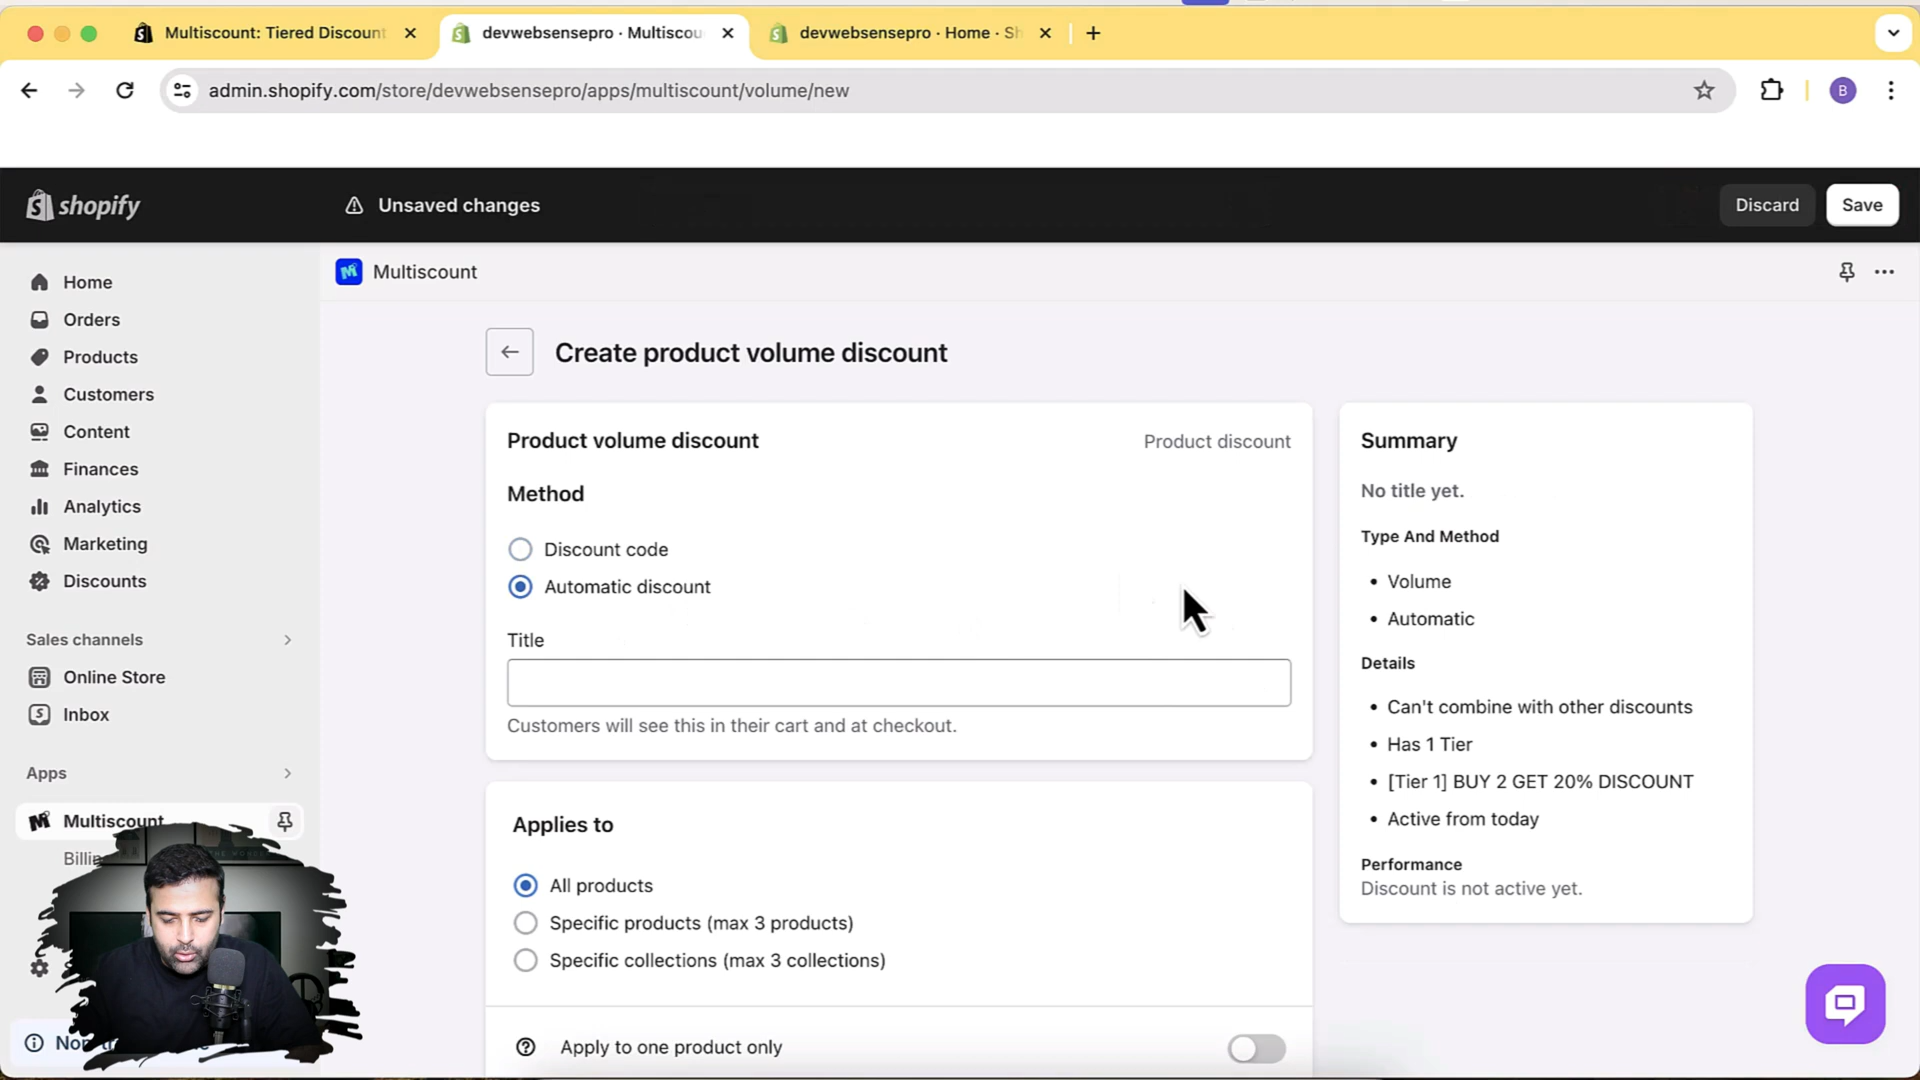 Multiscount: Tiered Discount
devwebsensepro · Multiscou
devwebsensepro · Home · Sh
admin.shopify.com/store/devwebsensepro/apps/multiscount/volume/new
B
shopify
Unsaved changes
Discard
Save
Home
Orders
Products
Customers
Content
Finances
Analytics
Marketing
Discounts
Sales channels
Online Store
Inbox
Apps
Multiscount
Multiscount
Create product volume discount
Product volume discount
Product discount
Method
Discount code
Automatic discount
Title
Customers will see this in their cart and at checkout.
Applies to
All products
Specific products (max 3 products)
Specific collections (max 3 collections)
Apply to one product only
Summary
No title yet.
Type And Method
• Volume
• Automatic
Details
• Can't combine with other discounts
• Has 1 Tier
• [Tier 1] BUY 2 GET 20% DISCOUNT
• Active from today
Performance
Discount is not active yet.